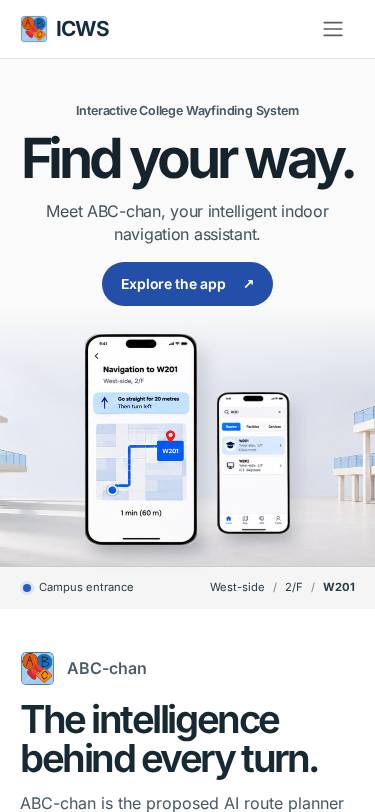 ICWS
Interactive College Wayfinding System
Find your way.
Meet ABC-chan, your intelligent indoor
navigation assistant.
Explore the app ↗
9:41
Navigation to W201
West-side, 2/F
Go straight for 20 metres
Then turn left
W201
1 min (60 m)
Campus entrance
West-side / 2/F / W201
ABC-chan
The intelligence
behind every turn.
ABC-chan is the proposed AI route planner